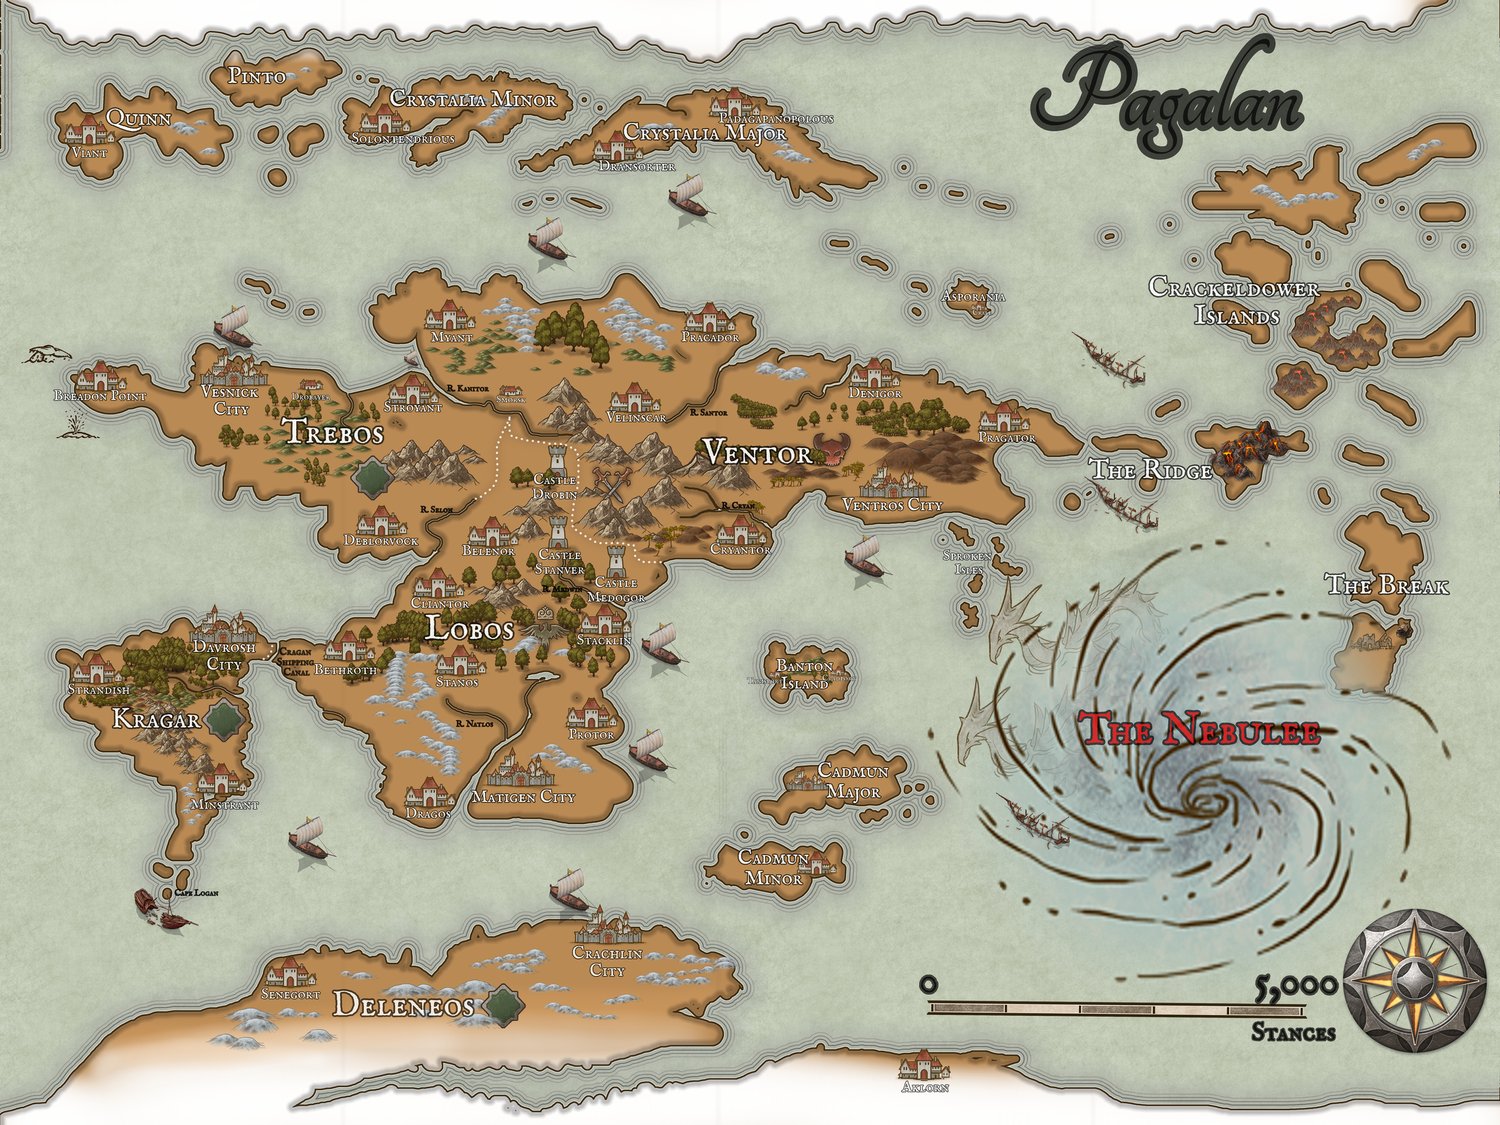 Pagalan
Pinto
Quinn
Viant
Crystalia Minor
Solontendrious
Padagapanopolous
Crystalia Major
Dransorter
Asporania
Crackeldower
Islands
Myant
Pracador
Breadon Point
Vesnick
City
Drorayer
Stroyant
R. Kanitor
Smorsk
Velinscar
R. Santor
Denigor
Pragator
Trebos
Ventor
The Ridge
Castle
Drobin
Ventros City
R. Selon
R. Cryan
Deblorvock
Belenor
Castle
Stanver
Cryantor
Sproken
Isles
Castle
Medogor
R. Medwin
The Break
Cliantor
Lobos
Stacklin
Davrosh
City
Cragan
Shipping
Canal
Bethroth
Stanos
Strandish
Banton
Island
Kragar
R. Natlos
Protor
The Nebulee
Matigen City
Cadmun
Major
Minstrant
Dragos
Cadmun
Minor
Cape Logan
Crachlin
City
Senegort
Deleneos
0
5,000
Stances
Aklorn